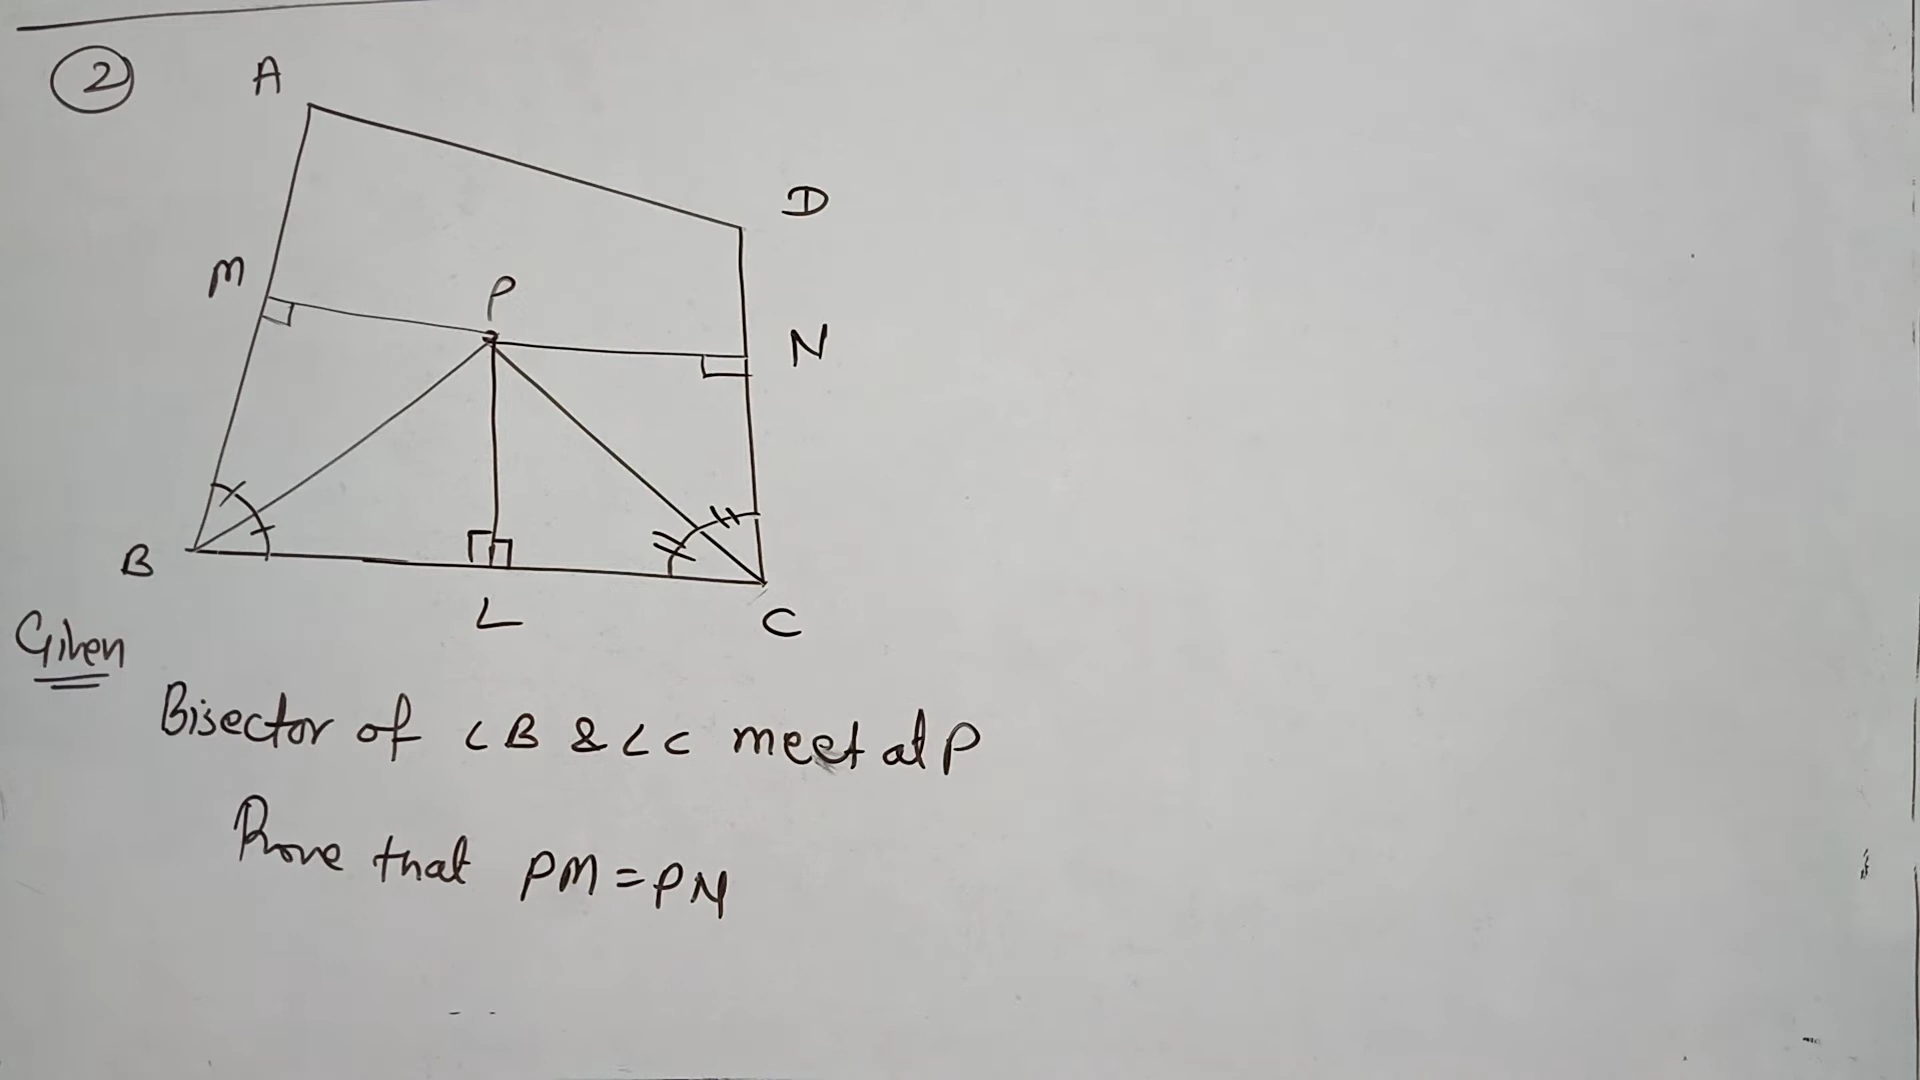 2
A
D
M
P
N
B
L
C
Given
Bisector of ∠B & ∠C meet at P
Prove that PM = PN